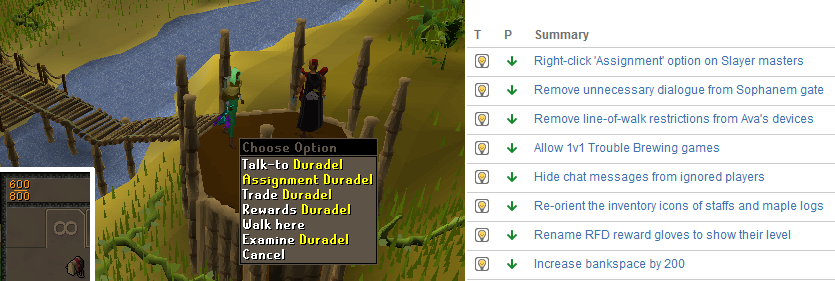 Choose Option
Talk-to Duradel
Assignment Duradel
Trade Duradel
Rewards Duradel
Walk here
Examine Duradel
Cancel
600
600
T P Summary
Right-click 'Assignment' option on Slayer masters
Remove unnecessary dialogue from Sophanem gate
Remove line-of-walk restrictions from Ava's devices
Allow 1v1 Trouble Brewing games
Hide chat messages from ignored players
Re-orient the inventory icons of staffs and maple logs
Rename RFD reward gloves to show their level
Increase bankspace by 200